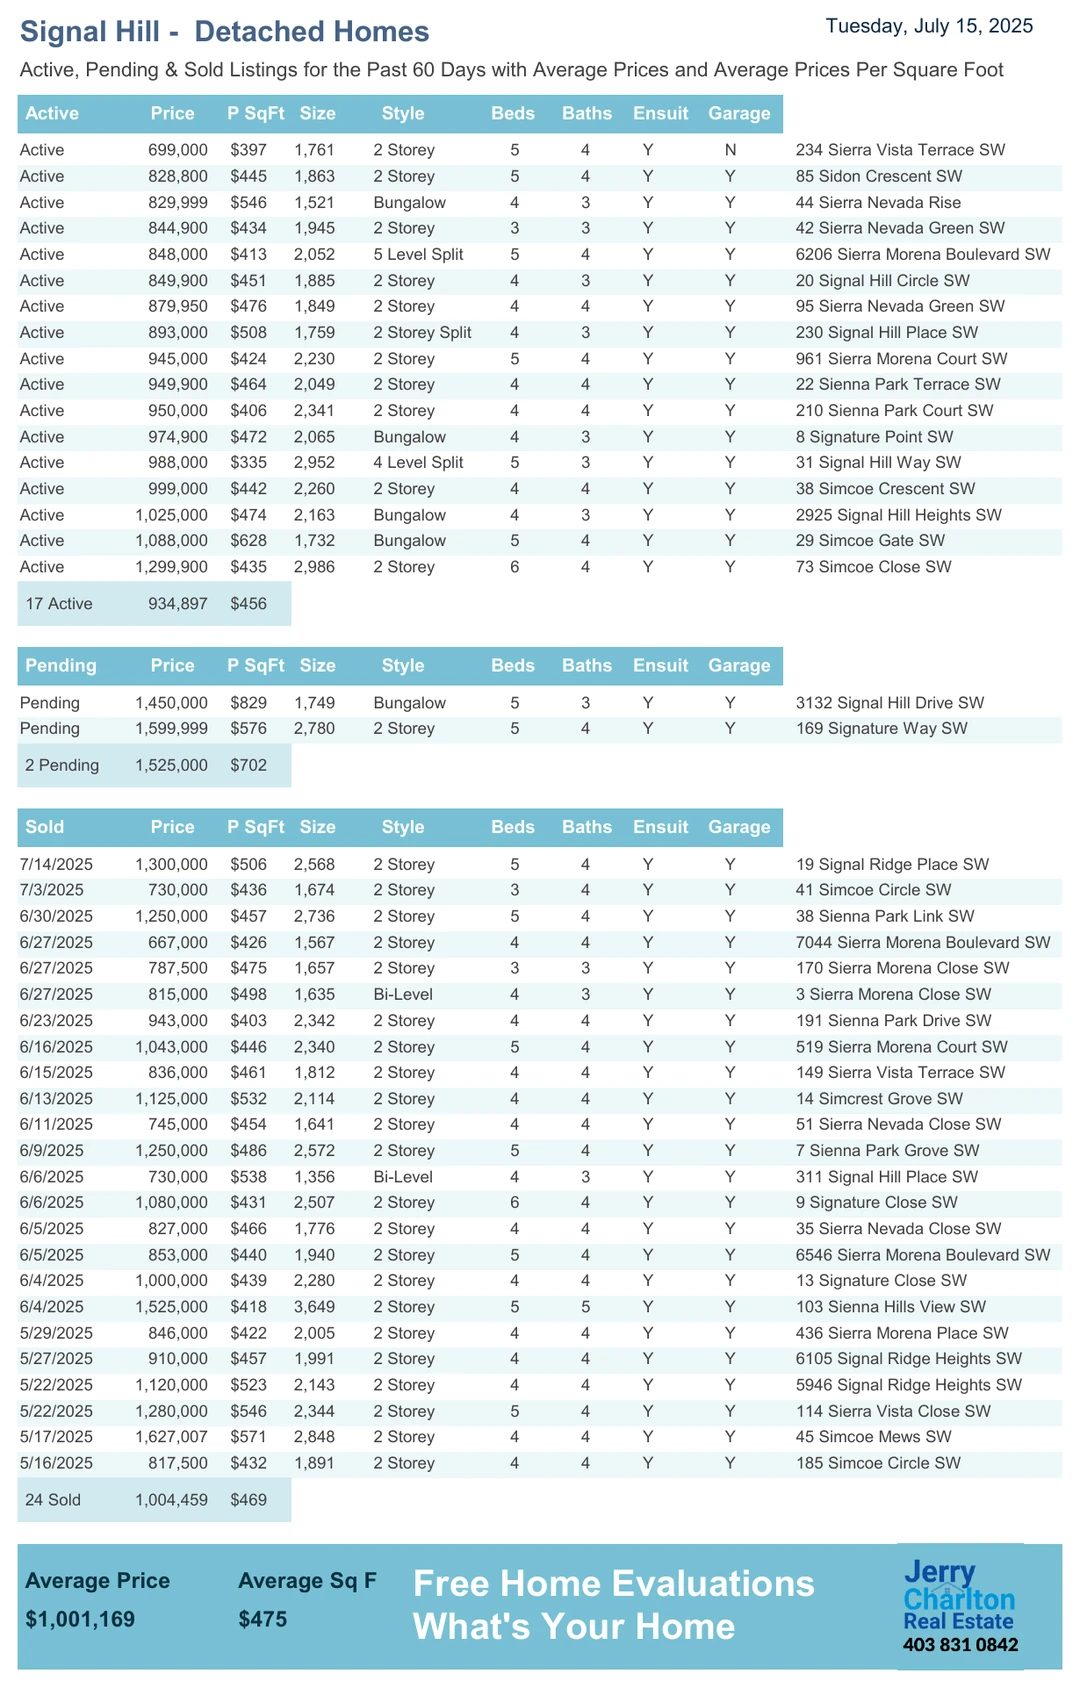 Signal Hill - Detached Homes Tuesday, July 15, 2025
Active, Pending & Sold Listings for the Past 60 Days with Average Prices and Average Prices Per Square Foot
Active Price P SqFt Size Style Beds Baths Ensuit Garage
Active 699,000 $397 1,761 2 Storey 5 4 Y N 234 Sierra Vista Terrace SW
Active 828,800 $445 1,863 2 Storey 5 4 Y Y 85 Sidon Crescent SW
Active 829,999 $546 1,521 Bungalow 4 3 Y Y 44 Sierra Nevada Rise
Active 844,900 $434 1,945 2 Storey 3 3 Y Y 42 Sierra Nevada Green SW
Active 848,000 $413 2,052 5 Level Split 5 4 Y Y 6206 Sierra Morena Boulevard SW
Active 849,900 $451 1,885 2 Storey 4 3 Y Y 20 Signal Hill Circle SW
Active 879,950 $476 1,849 2 Storey 4 4 Y Y 95 Sierra Nevada Green SW
Active 893,000 $508 1,759 2 Storey Split 4 3 Y Y 230 Signal Hill Place SW
Active 945,000 $424 2,230 2 Storey 5 4 Y Y 961 Sierra Morena Court SW
Active 949,900 $464 2,049 2 Storey 4 4 Y Y 22 Sienna Park Terrace SW
Active 950,000 $406 2,341 2 Storey 4 4 Y Y 210 Sienna Park Court SW
Active 974,900 $472 2,065 Bungalow 4 3 Y Y 8 Signature Point SW
Active 988,000 $335 2,952 4 Level Split 5 3 Y Y 31 Signal Hill Way SW
Active 999,000 $442 2,260 2 Storey 4 4 Y Y 38 Simcoe Crescent SW
Active 1,025,000 $474 2,163 Bungalow 4 3 Y Y 2925 Signal Hill Heights SW
Active 1,088,000 $628 1,732 Bungalow 5 4 Y Y 29 Simcoe Gate SW
Active 1,299,900 $435 2,986 2 Storey 6 4 Y Y 73 Simcoe Close SW
17 Active 934,897 $456
Pending Price P SqFt Size Style Beds Baths Ensuit Garage
Pending 1,450,000 $829 1,749 Bungalow 5 3 Y Y 3132 Signal Hill Drive SW
Pending 1,599,999 $576 2,780 2 Storey 5 4 Y Y 169 Signature Way SW
2 Pending 1,525,000 $702
Sold Price P SqFt Size Style Beds Baths Ensuit Garage
7/14/2025 1,300,000 $506 2,568 2 Storey 5 4 Y Y 19 Signal Ridge Place SW
7/3/2025 730,000 $436 1,674 2 Storey 3 4 Y Y 41 Simcoe Circle SW
6/30/2025 1,250,000 $457 2,736 2 Storey 5 4 Y Y 38 Sienna Park Link SW
6/27/2025 667,000 $426 1,567 2 Storey 4 4 Y Y 7044 Sierra Morena Boulevard SW
6/27/2025 787,500 $475 1,657 2 Storey 3 3 Y Y 170 Sierra Morena Close SW
6/27/2025 815,000 $498 1,635 Bi-Level 4 3 Y Y 3 Sierra Morena Close SW
6/23/2025 943,000 $403 2,342 2 Storey 4 4 Y Y 191 Sienna Park Drive SW
6/16/2025 1,043,000 $446 2,340 2 Storey 5 4 Y Y 519 Sierra Morena Court SW
6/15/2025 836,000 $461 1,812 2 Storey 4 4 Y Y 149 Sierra Vista Terrace SW
6/13/2025 1,125,000 $532 2,114 2 Storey 4 4 Y Y 14 Simcrest Grove SW
6/11/2025 745,000 $454 1,641 2 Storey 4 4 Y Y 51 Sierra Nevada Close SW
6/9/2025 1,250,000 $486 2,572 2 Storey 5 4 Y Y 7 Sienna Park Grove SW
6/6/2025 730,000 $538 1,356 Bi-Level 4 3 Y Y 311 Signal Hill Place SW
6/6/2025 1,080,000 $431 2,507 2 Storey 6 4 Y Y 9 Signature Close SW
6/5/2025 827,000 $466 1,776 2 Storey 4 4 Y Y 35 Sierra Nevada Close SW
6/5/2025 853,000 $440 1,940 2 Storey 5 4 Y Y 6546 Sierra Morena Boulevard SW
6/4/2025 1,000,000 $439 2,280 2 Storey 4 4 Y Y 13 Signature Close SW
6/4/2025 1,525,000 $418 3,649 2 Storey 5 5 Y Y 103 Sienna Hills View SW
5/29/2025 846,000 $422 2,005 2 Storey 4 4 Y Y 436 Sierra Morena Place SW
5/27/2025 910,000 $457 1,991 2 Storey 4 4 Y Y 6105 Signal Ridge Heights SW
5/22/2025 1,120,000 $523 2,143 2 Storey 4 4 Y Y 5946 Signal Ridge Heights SW
5/22/2025 1,280,000 $546 2,344 2 Storey 5 4 Y Y 114 Sierra Vista Close SW
5/17/2025 1,627,007 $571 2,848 2 Storey 4 4 Y Y 45 Simcoe Mews SW
5/16/2025 817,500 $432 1,891 2 Storey 4 4 Y Y 185 Simcoe Circle SW
24 Sold 1,004,459 $469
Average Price Average Sq F
$1,001,169 $475
Free Home Evaluations
What's Your Home
Jerry
Charlton
Real Estate
403 831 0842